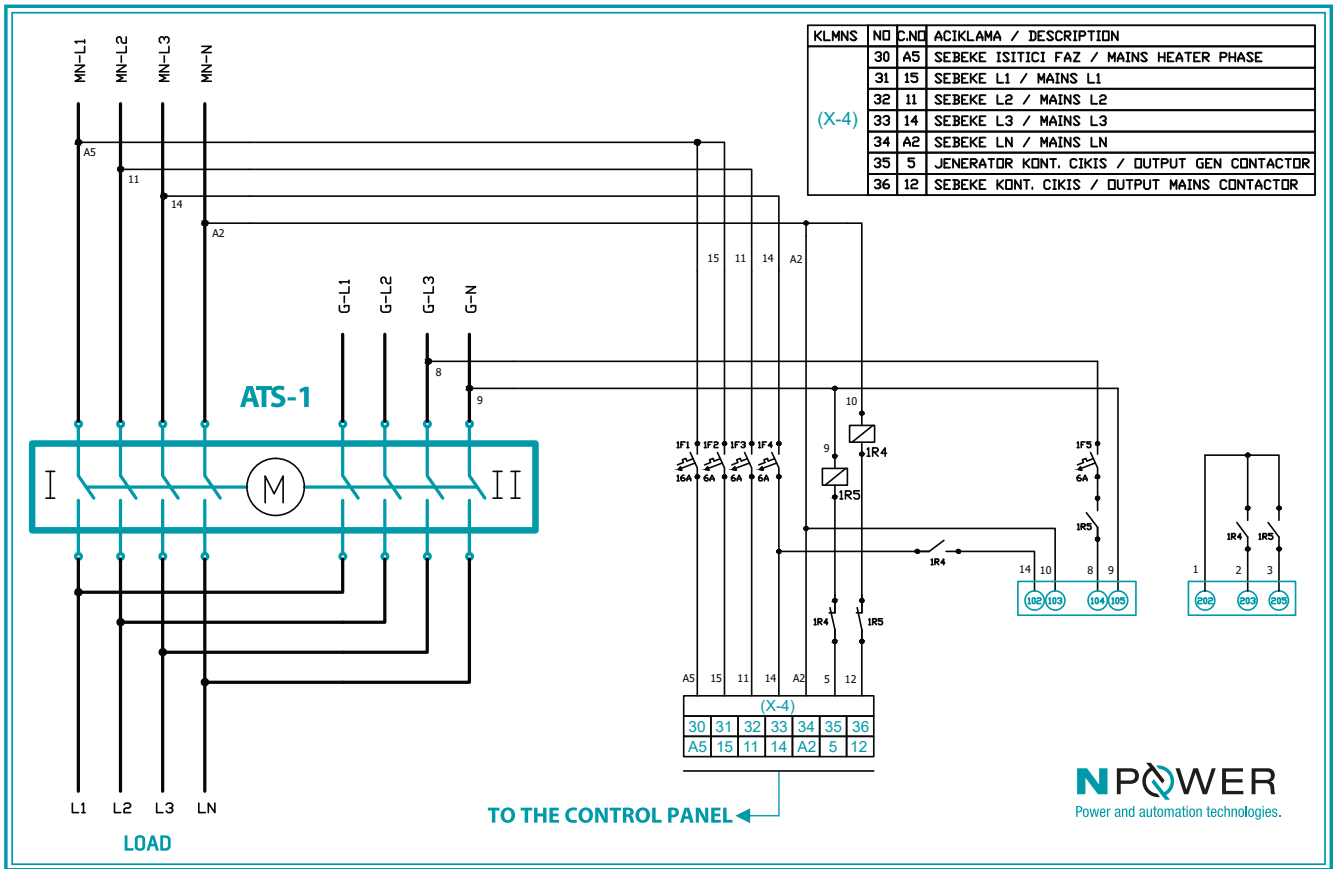 MN-L1
MN-L2
MN-L3
MN-N
KLMNS NO C.NO ACIKLAMA / DESCRIPTION
(X-4)
30 A5 SEBEKE ISITICI FAZ / MAINS HEATER PHASE
31 15 SEBEKE L1 / MAINS L1
32 11 SEBEKE L2 / MAINS L2
33 14 SEBEKE L3 / MAINS L3
34 A2 SEBEKE LN / MAINS LN
35 5 JENERATOR KONT. CIKIS / OUTPUT GEN CONTACTOR
36 12 SEBEKE KONT. CIKIS / OUTPUT MAINS CONTACTOR
A5
11
14
A2
15 11 14 A2
G-L1
G-L2
G-L3
G-N
8
9
ATS-1
10
9
1F1 1F2 1F3 1F4
16A 6A 6A 6A
1R4
1R5
1F5
6A
1R5
I M II
1R4 1R5
1R4
14 10 8 9
102 103 104 105
1 2 3
202 203 205
1R4 1R5
A5 15 11 14 A2 5 12
(X-4)
30 31 32 33 34 35 36
A5 15 11 14 A2 5 12
L1 L2 L3 LN
LOAD
TO THE CONTROL PANEL
NPOWER
Power and automation technologies.